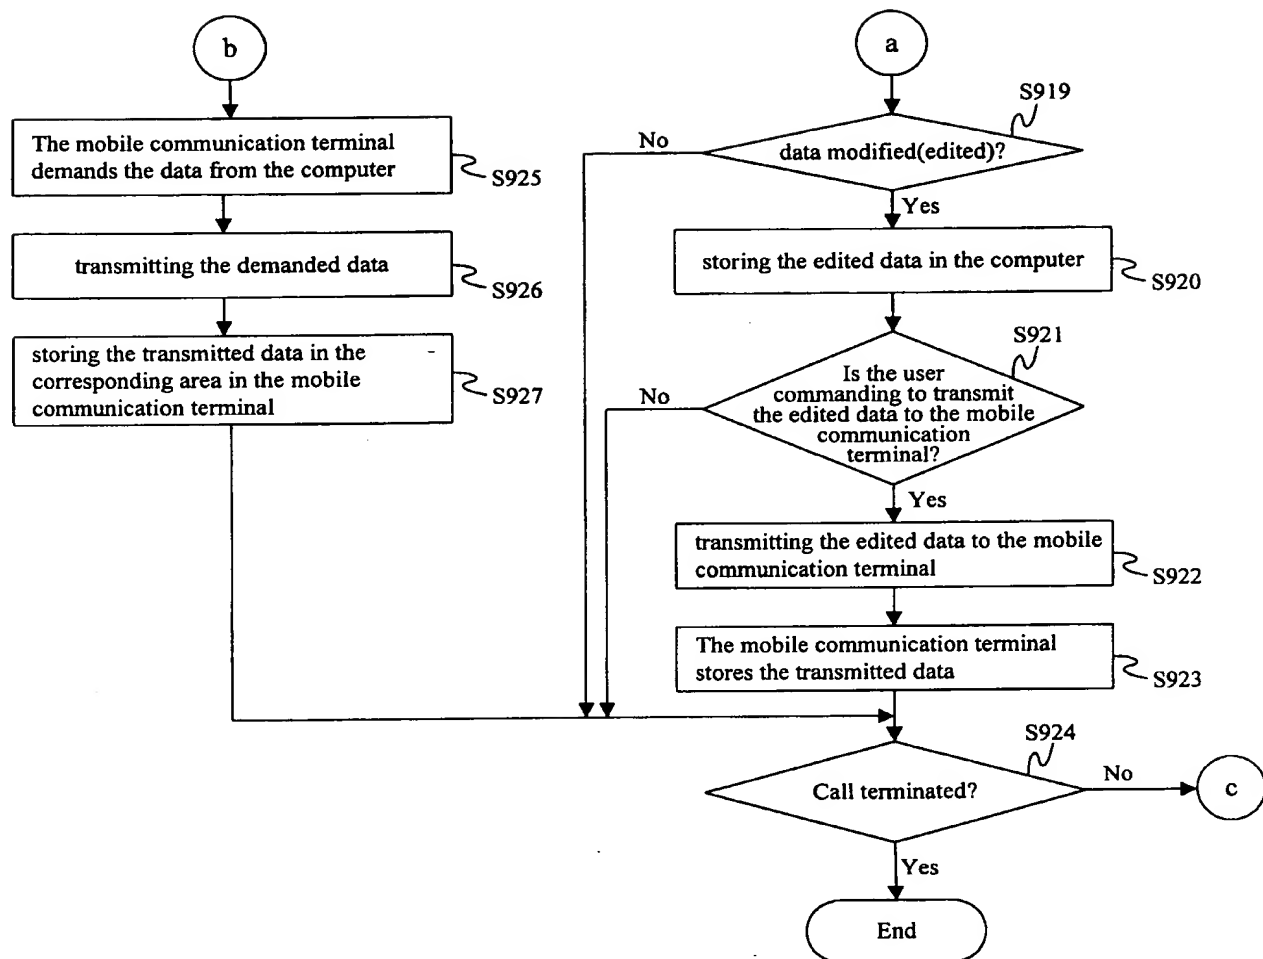 b
The mobile communication terminal
demands the data from the computer
S925
transmitting the demanded data
S926
storing the transmitted data in the
corresponding area in the mobile
communication terminal
S927
a
S919
data modified(edited)?
No
Yes
storing the edited data in the computer
S920
S921
Is the user
commanding to transmit
the edited data to the mobile
communication
terminal?
No
Yes
transmitting the edited data to the mobile
communication terminal
S922
The mobile communication terminal
stores the transmitted data
S923
S924
Call terminated?
No
c
Yes
End